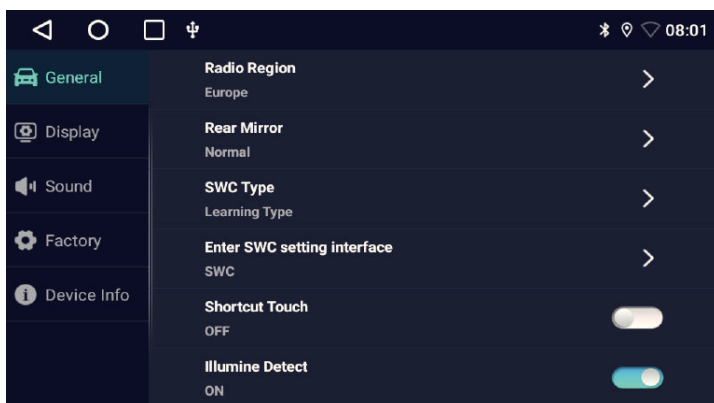 08:01
General
Display
Sound
Factory
Device Info
Radio Region
Europe
Rear Mirror
Normal
SWC Type
Learning Type
Enter SWC setting interface
SWC
Shortcut Touch
OFF
Illumine Detect
ON